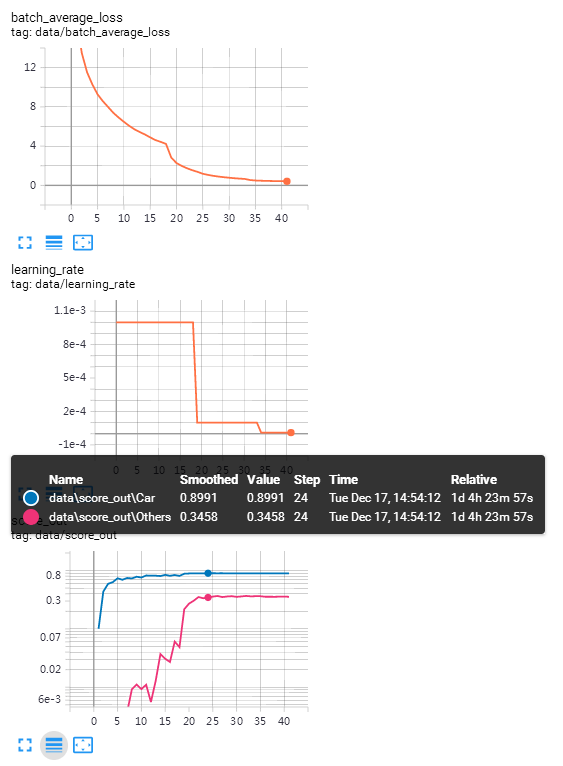 batch_average_loss
tag: data/batch_average_loss
12
8
4
0
0 5 10 15 20 25 30 35 40
learning_rate
tag: data/learning_rate
1.1e-3
8e-4
5e-4
2e-4
-1e-4
0 5 10 15 20 25 30 35 40
Name Smoothed Value Step Time Relative
data\score_out\Car 0.8991 0.8991 24 Tue Dec 17, 14:54:12 1d 4h 23m 57s
data\score_out\Others 0.3458 0.3458 24 Tue Dec 17, 14:54:12 1d 4h 23m 57s
score_out
tag: data/score_out
0.8
0.3
0.07
0.02
6e-3
0 5 10 15 20 25 30 35 40